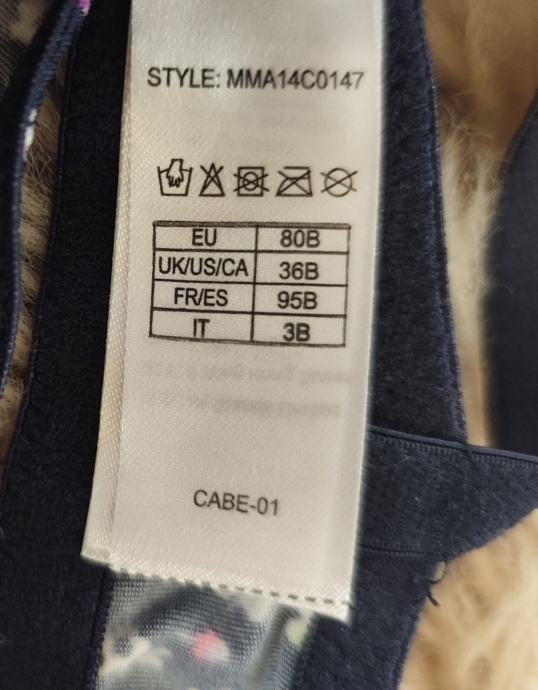 STYLE: MMA14C0147
EU 80B
UK/US/CA 36B
FR/ES 95B
IT 3B
CABE-01